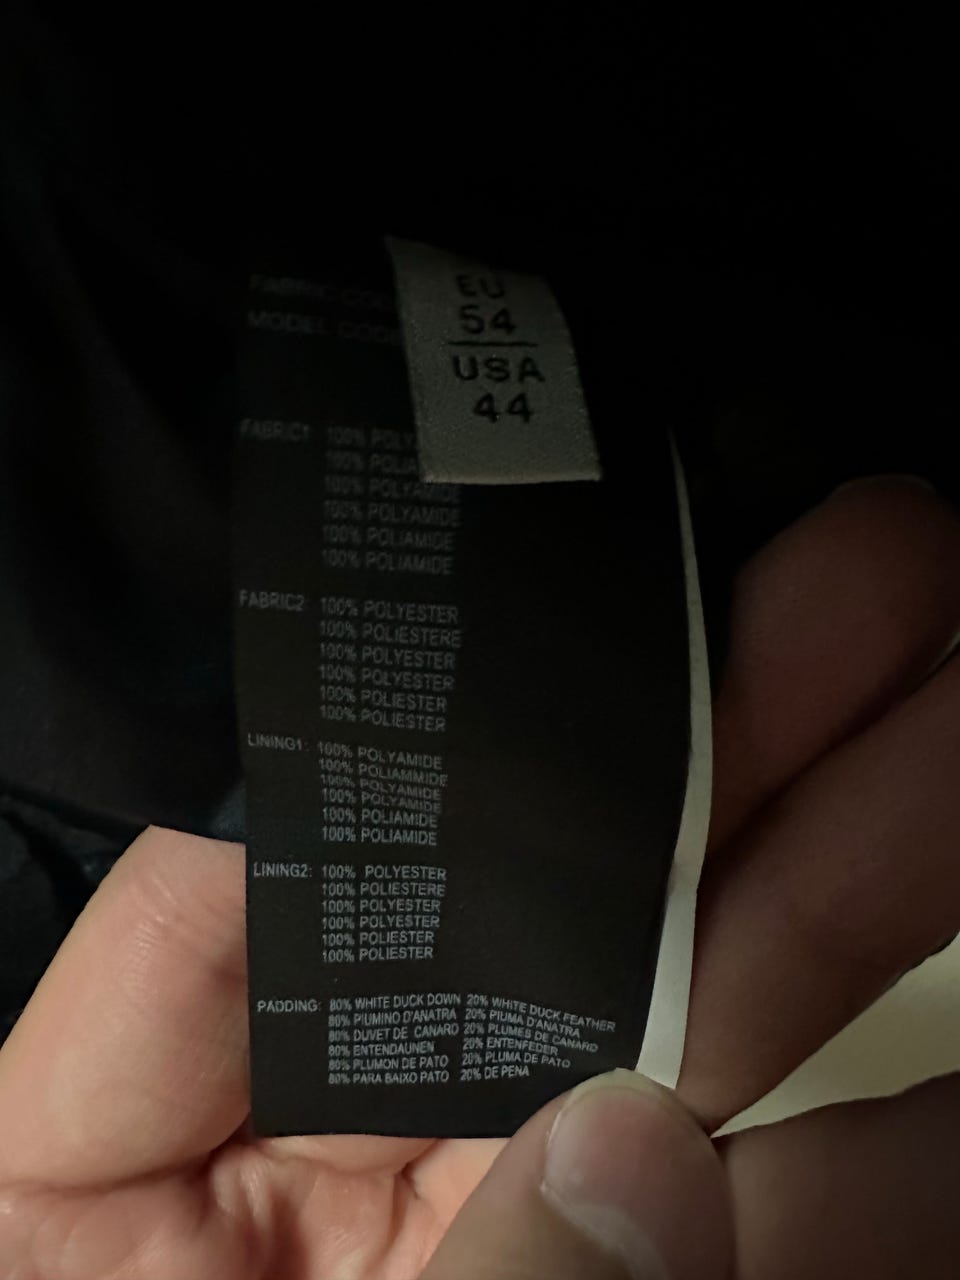 EU
54
USA
44
FABRIC
MODEL
FABRIC1: 100% 
100%
100% POLYAMIDE
100% POLYAMIDE
100% POLIAMIDE
100% POLIAMIDE
FABRIC2: 100% POLYESTER
100% POLIESTERE
100% POLYESTER
100% POLYESTER
100% POLIESTER
100% POLIESTER
LINING1: 100% POLYAMIDE
100% POLIAMMIDE
100% POLYAMIDE
100% POLYAMIDE
100% POLIAMIDE
100% POLIAMIDE
LINING2: 100% POLYESTER
100% POLIESTERE
100% POLYESTER
100% POLYESTER
100% POLIESTER
100% POLIESTER
PADDING: 80% WHITE DUCK DOWN 20% WHITE DUCK FEATHER
80% PIUMINO D'ANATRA 20% PIUMA D'ANATRA
80% DUVET DE CANARD 20% PLUMES DE CANARD
80% ENTENDAUNEN 20% ENTENFEDER
80% PLUMON DE PATO 20% PLUMA DE PATO
80% PARA BAIXO PATO 20% DE PENA